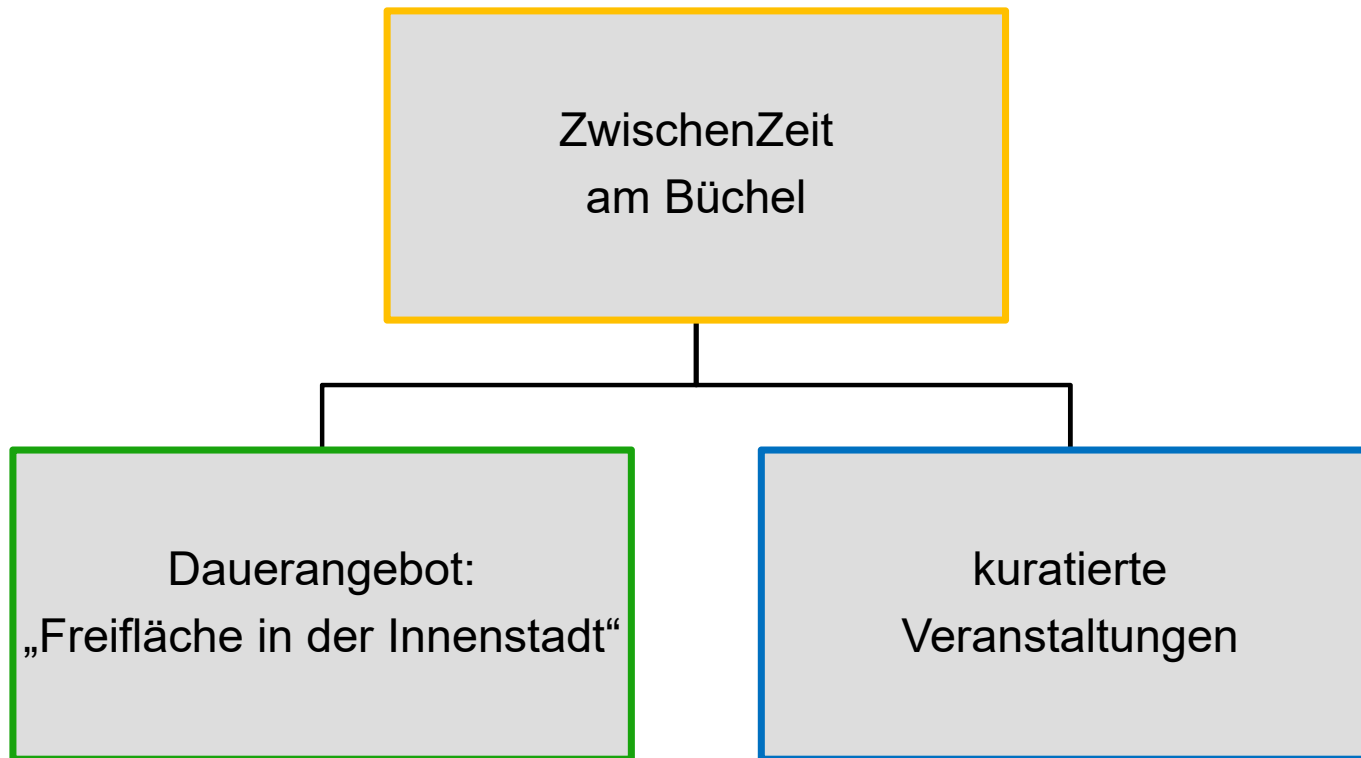 ZwischenZeit
am Büchel
Dauerangebot:
„Freifläche in der Innenstadt“
kuratierte
Veranstaltungen